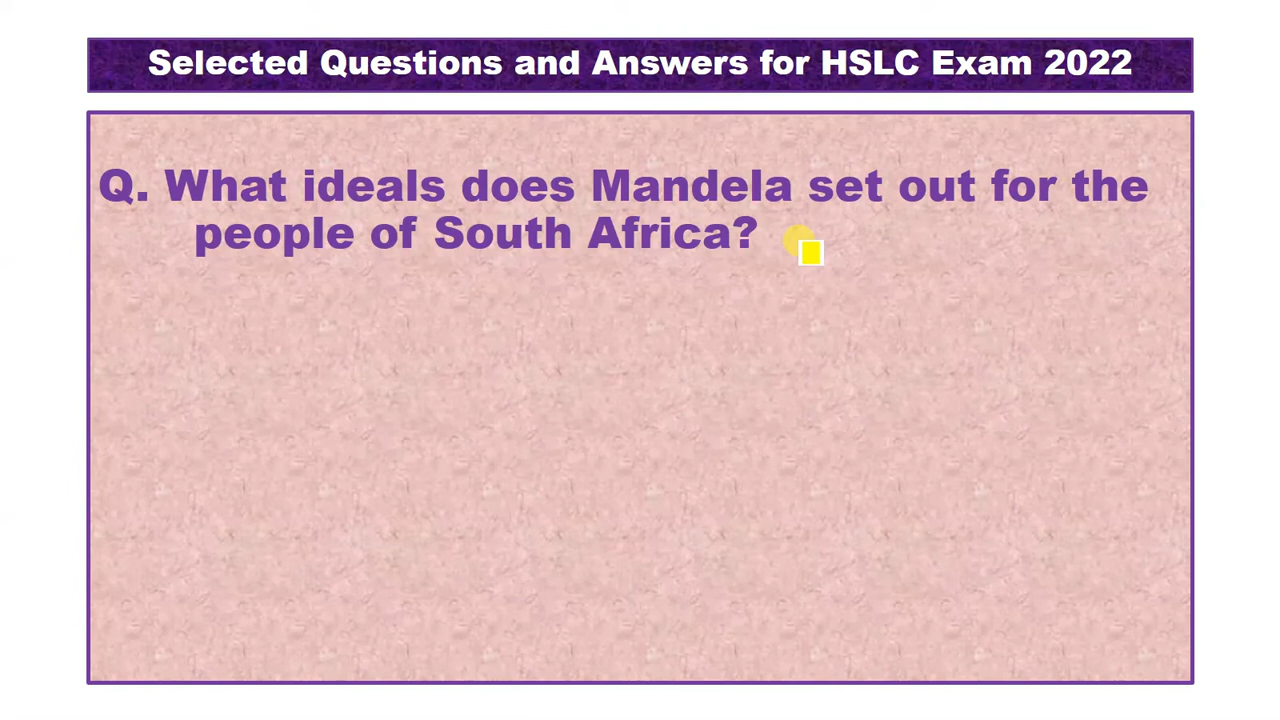 Selected Questions and Answers for HSLC Exam 2022
Q. What ideals does Mandela set out for the
people of South Africa?